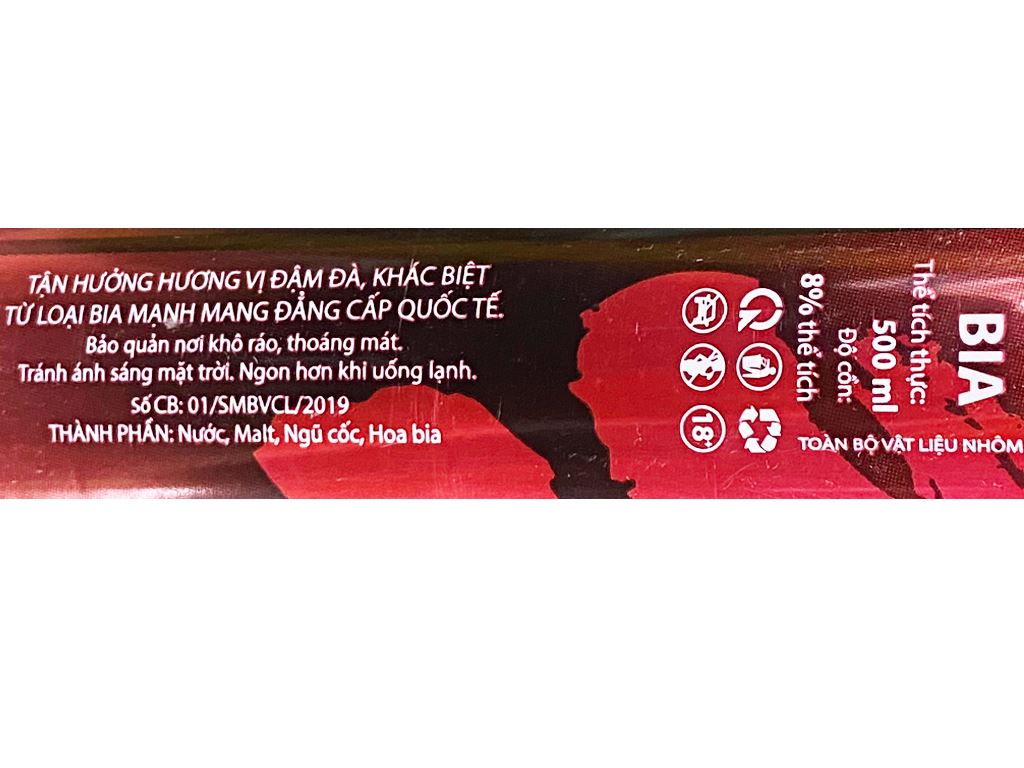 TẬN HƯỞNG HƯƠNG VỊ ĐẬM ĐÀ, KHÁC BIỆT
TỪ LOẠI BIA MẠNH MANG ĐẲNG CẤP QUỐC TẾ.
Bảo quản nơi khô ráo, thoáng mát.
Tránh ánh sáng mặt trời. Ngon hơn khi uống lạnh.
Số CB: 01/SMBVCL/2019
THÀNH PHẦN: Nước, Malt, Ngũ cốc, Hoa bia
BIA
Thể tích thực:
500 ml
Độ cồn:
8% thể tích
18+
TOÀN BỘ VẬT LIỆU NHÔM